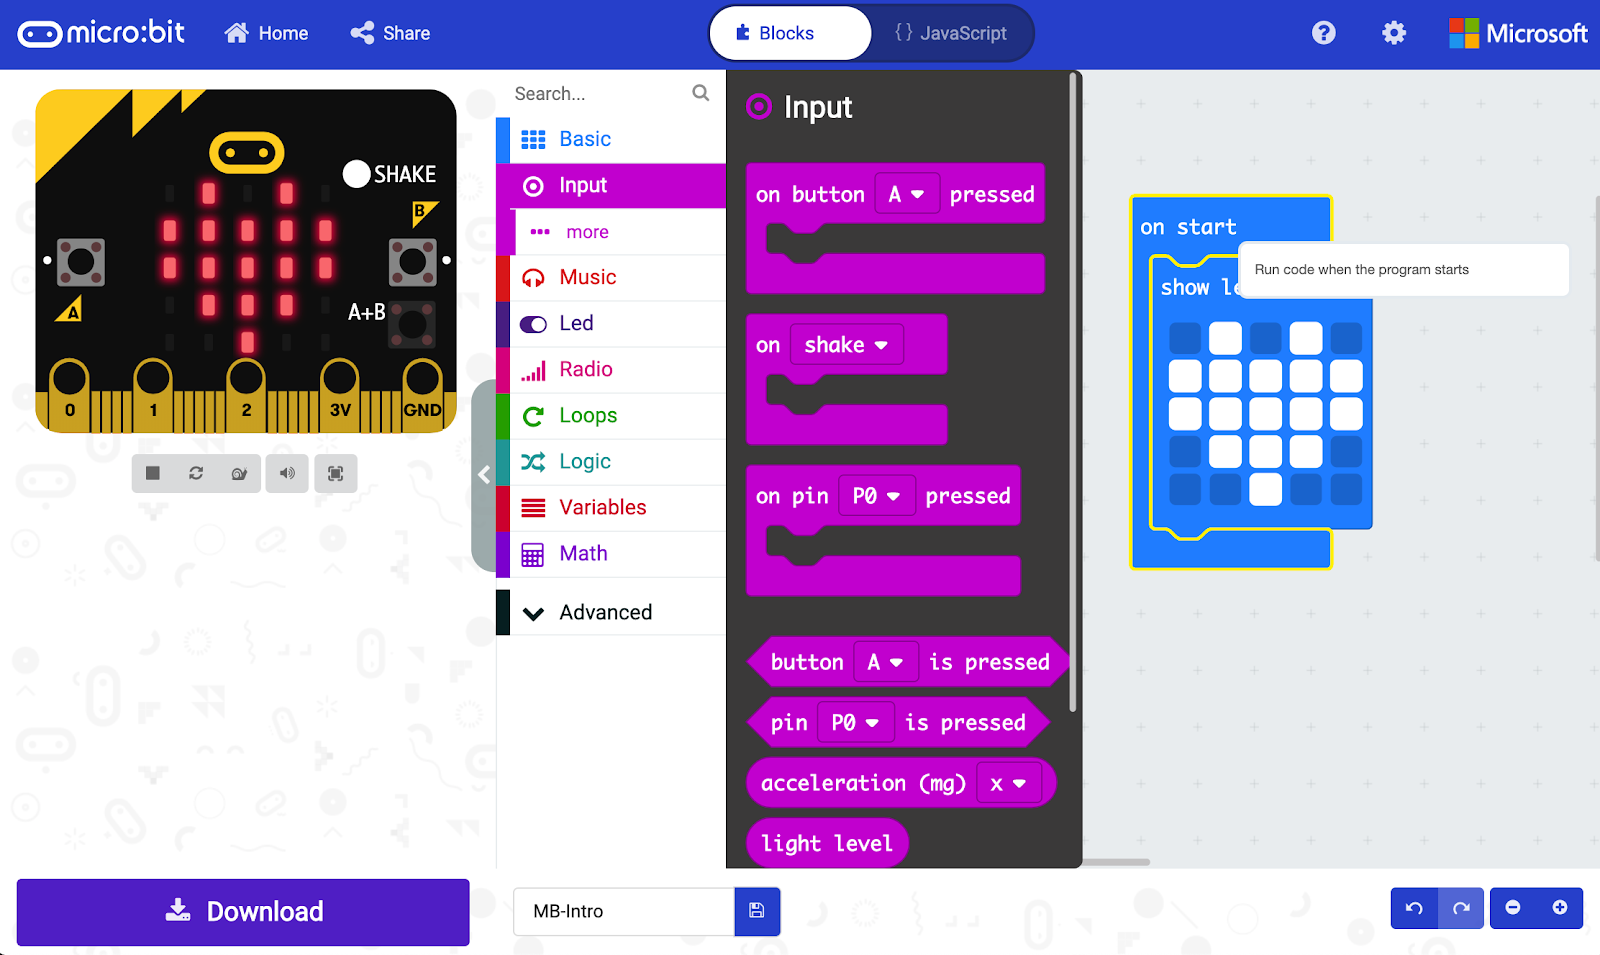 micro:bit
Home
Share
Blocks
{ } JavaScript
Microsoft
SHAKE
B
A
A+B
0
1
2
3V
GND
Download
Search...
Basic
Input
more
Music
Led
Radio
Loops
Logic
Variables
Math
Advanced
Input
on button A pressed
on shake
on pin P0 pressed
button A is pressed
pin P0 is pressed
acceleration (mg) x
light level
on start
Run code when the program starts
show
MB-Intro